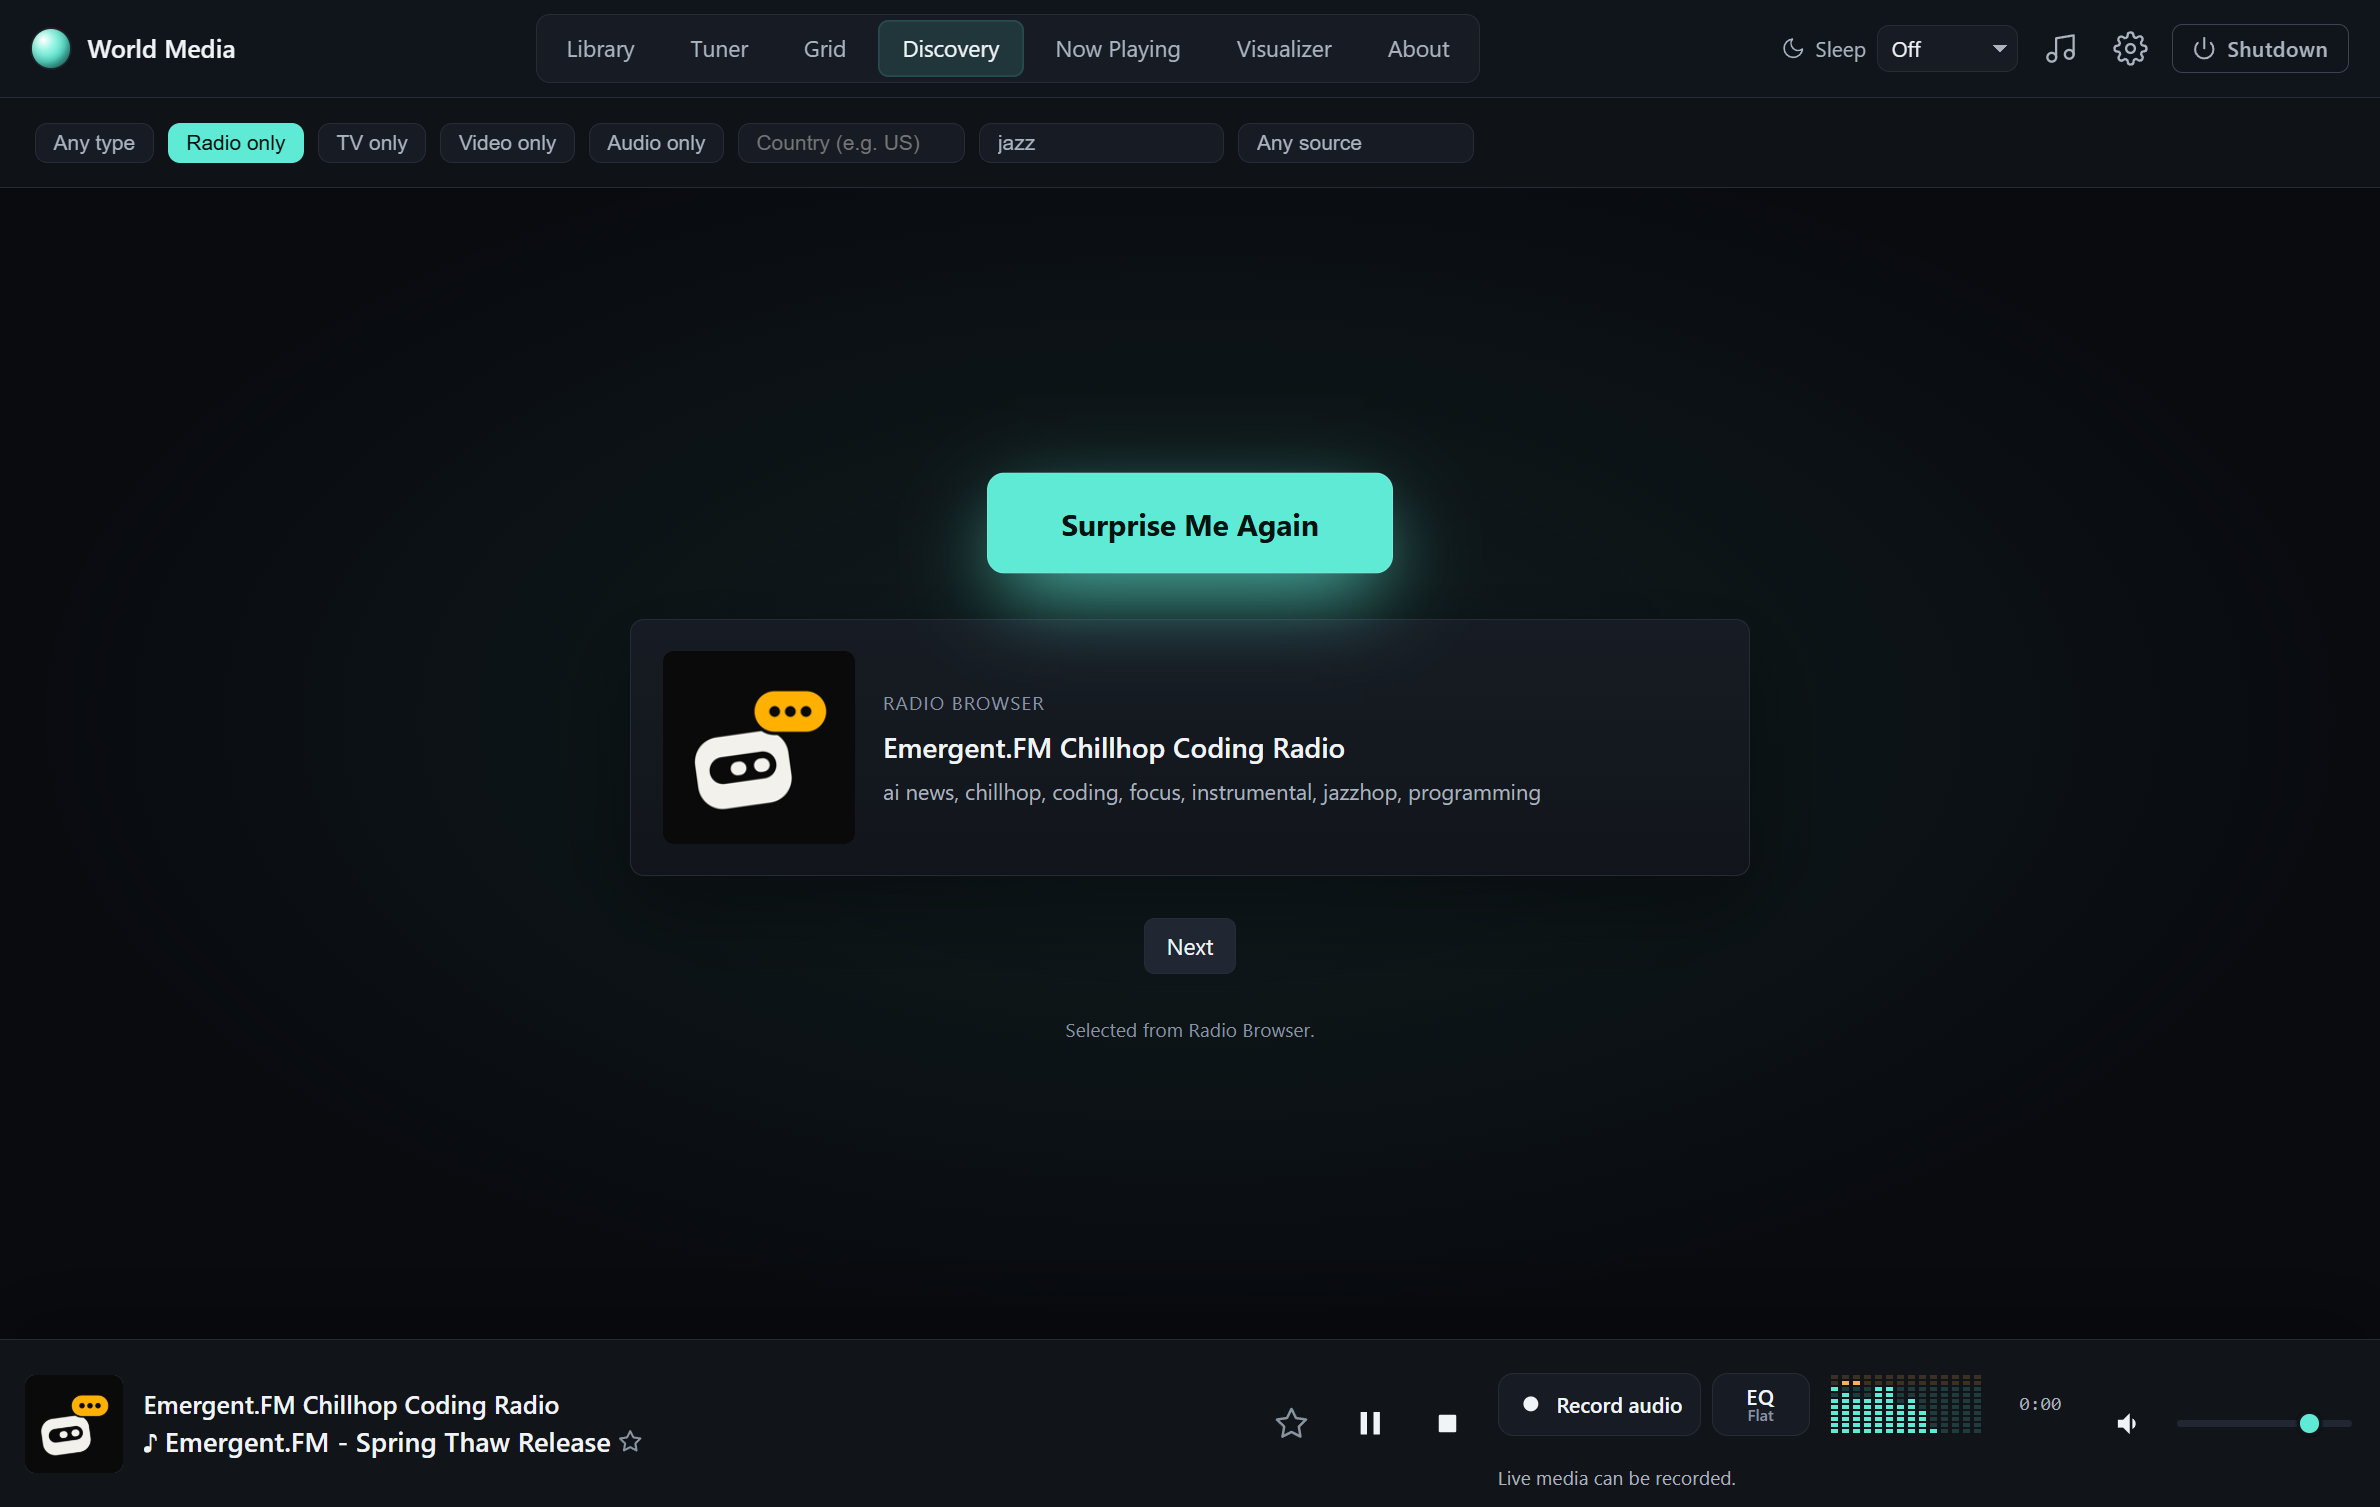 World Media
Library Tuner Grid Discovery Now Playing Visualizer About
Sleep Off Shutdown
Any type Radio only TV only Video only Audio only Country (e.g. US) jazz Any source
Surprise Me Again
RADIO BROWSER
Emergent.FM Chillhop Coding Radio
ai news, chillhop, coding, focus, instrumental, jazzhop, programming
Next
Selected from Radio Browser.
Emergent.FM Chillhop Coding Radio
♪ Emergent.FM - Spring Thaw Release
Record audio
EQ
Flat
0:00
Live media can be recorded.